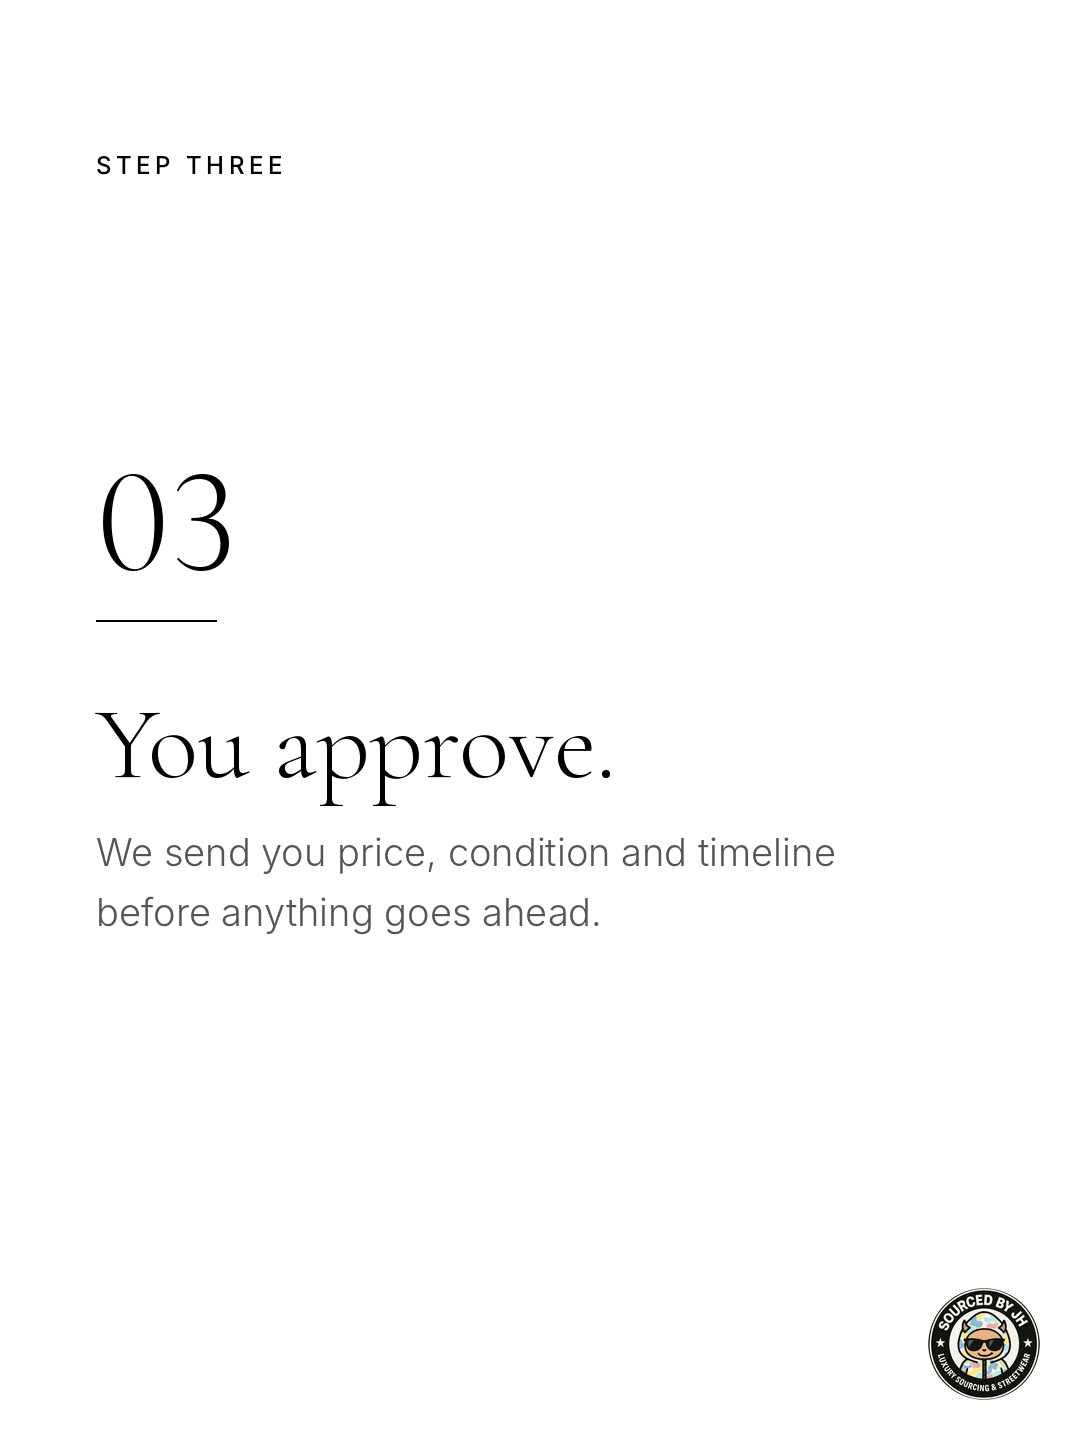 STEP THREE
03
You approve.
We send you price, condition and timeline
before anything goes ahead.
SOURCED BY JH
LUXURY SOURCING & STREETWEAR